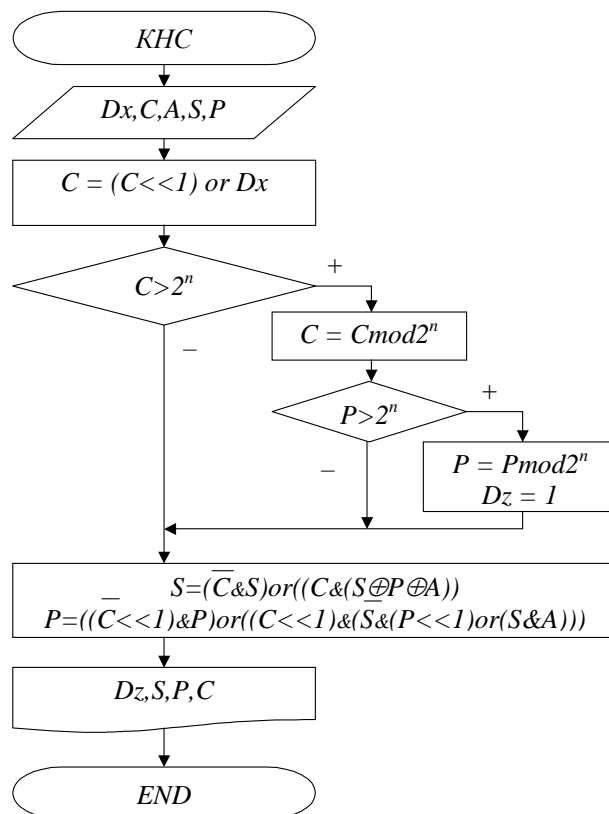 КНС
Dx,C,A,S,P
C = (C<<1) or Dx
C>2ⁿ
+
–
C = Cmod2ⁿ
P>2ⁿ
+
–
P = Pmod2ⁿ
Dz = 1
S=(C̅&S)or((C&(S⊕P⊕A))
P=((C̅<<1)&P)or((C<<1)&(S̅&(P<<1)or(S&A)))
Dz,S,P,C
END